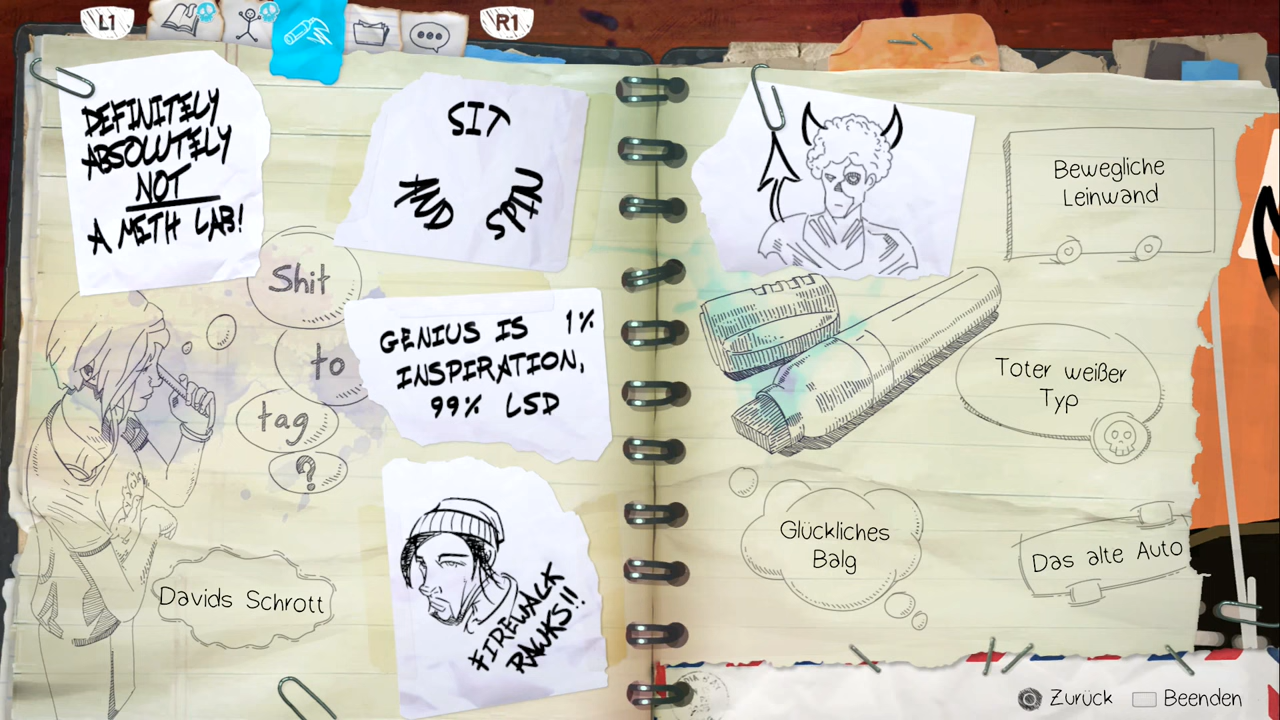 L1
R1
DEFINITELY
ABSOLUTELY
NOT
A METH LAB!
SIT
AND SPIN
Shit
to
tag
?
GENIUS IS 1%
INSPIRATION,
99% LSD
FIREWALK
RAWKS!!
Davids Schrott
Bewegliche
Leinwand
Toter weißer
Typ
Glückliches
Balg
Das alte Auto
Zurück
Beenden